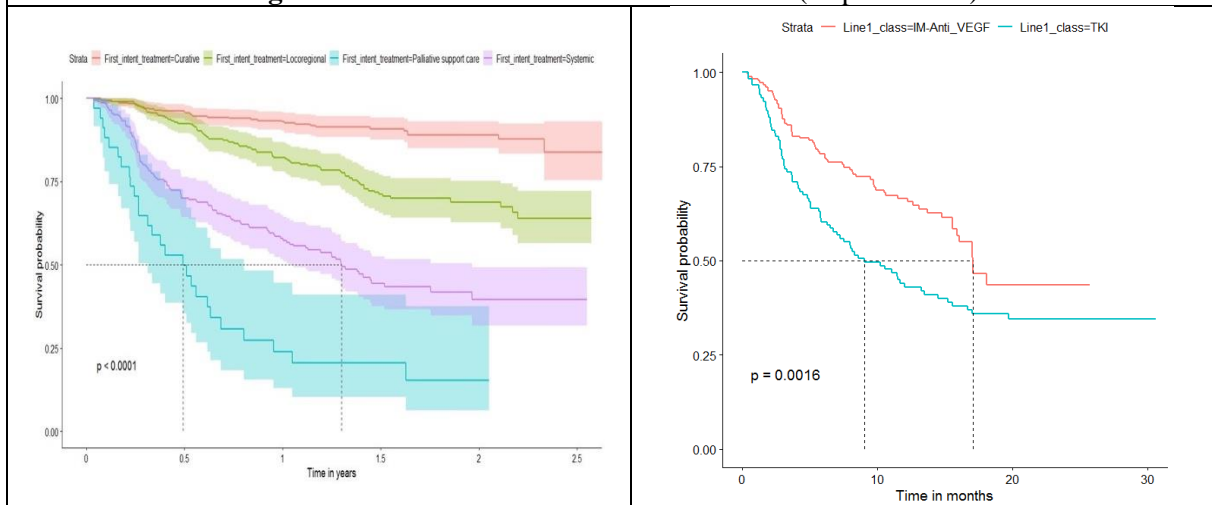 Strata First_intent_treatment=Curative First_intent_treatment=Locoregional First_intent_treatment=Palliative support care First_intent_treatment=Systemic
1.00
0.75
0.50
0.25
0.00
Survival probability
p < 0.0001
0 0.5 1 1.5 2 2.5
Time in years
Strata Line1_class=IM-Anti_VEGF Line1_class=TKI
1.00
0.75
0.50
0.25
0.00
Survival probability
p = 0.0016
0 10 20 30
Time in months